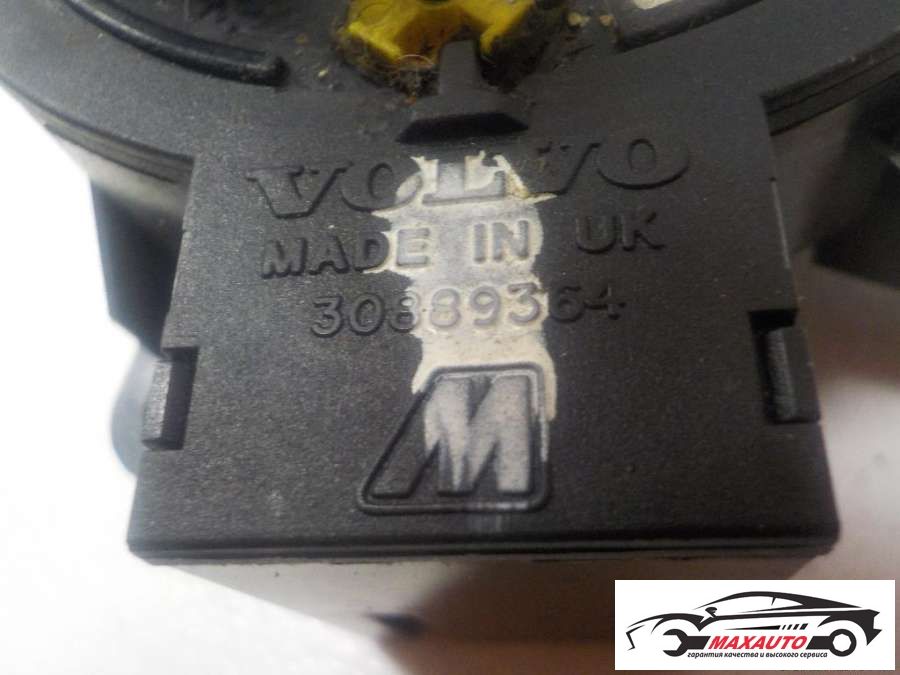 VOLVO
MADE IN UK
30889364
M
MAXAUTO
гарантия качества и высокого сервиса